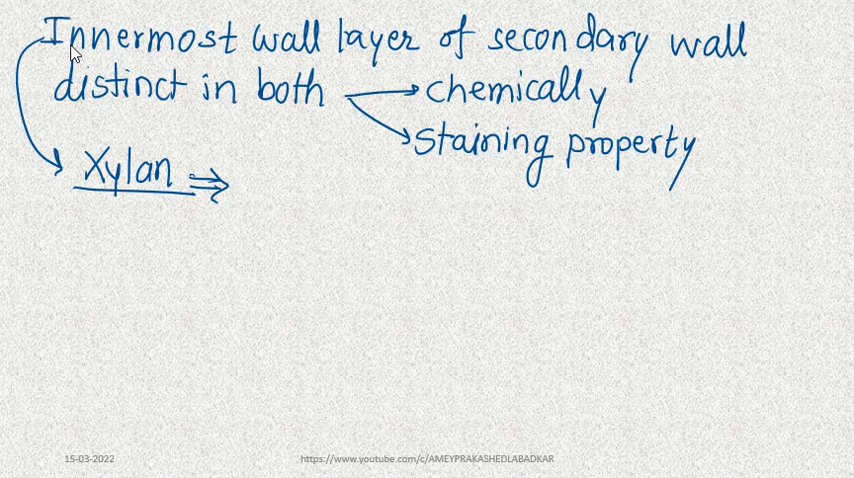 Innermost wall layer of secondary wall
distinct in both → chemically
→ Staining property
Xylan ⇒
15-03-2022
https://www.youtube.com/c/AMEYPRAKASHEDLABADKAR